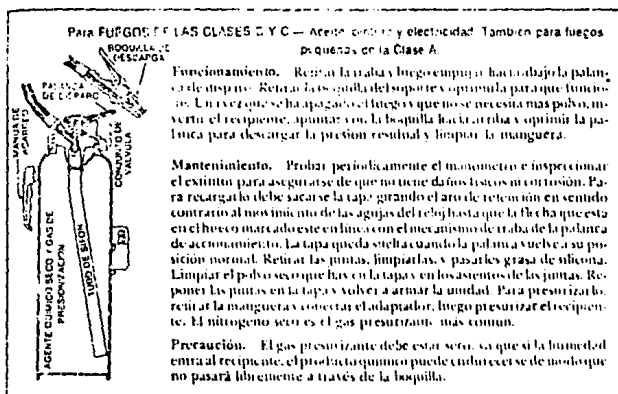 Para FUEGOS DE LAS CLASES B Y C — Aceite, pintura y electricidad. También para fuegos
pequeños en la Clase A.
BOQUILLA DE
DESCARGA
PALANCA
DE DISPARO
MANIJA DE
ACARREO
CONJUNTO DE
VALVULA
TUBO DE SIFON
AGENTE QUIMICO SECO Y GAS DE
PRESIONIZACION
Funcionamiento. Retirar la traba y luego empujar hacia abajo la palan-
ca de disparo. Retirar la boquilla del soporte y oprimirla para que funcio-
ne. Un vez que se ha apagado el fuego y que no se necesita más polvo, in-
vertir el recipiente, apuntar con la boquilla hacia arriba y oprimir la pa-
lanca para descargar la presión residual y limpiar la manguera.
Mantenimiento. Probar periódicamente el manómetro e inspeccionar
el extintor para asegurarse de que no tiene daños físicos ni corrosión. Pa-
ra recargarlo debe sacarse la tapa girando el aro de retención en sentido
contrario al movimiento de las agujas del reloj hasta que la flecha que está
en el hueco marcado esté en línea con el mecanismo de traba de la palanca
de accionamiento. La tapa queda suelta cuando la palanca vuelve a su po-
sición normal. Retirar las juntas, limpiarlas, y pasarles grasa de silicona.
Limpiar el polvo seco que hay en la tapa y en los asientos de las juntas. Re-
poner las juntas en la tapa y volver a armar la unidad. Para presurizarlo,
retirar la manguera y conectar el adaptador, luego presurizar el recipien-
te. El nitrógeno seco es el gas presurizante más común.
Precaución. El gas presurizante debe estar seco, ya que si la humedad
entra al recipiente, el producto químico puede endurecerse de modo que
no pasará libremente a través de la boquilla.